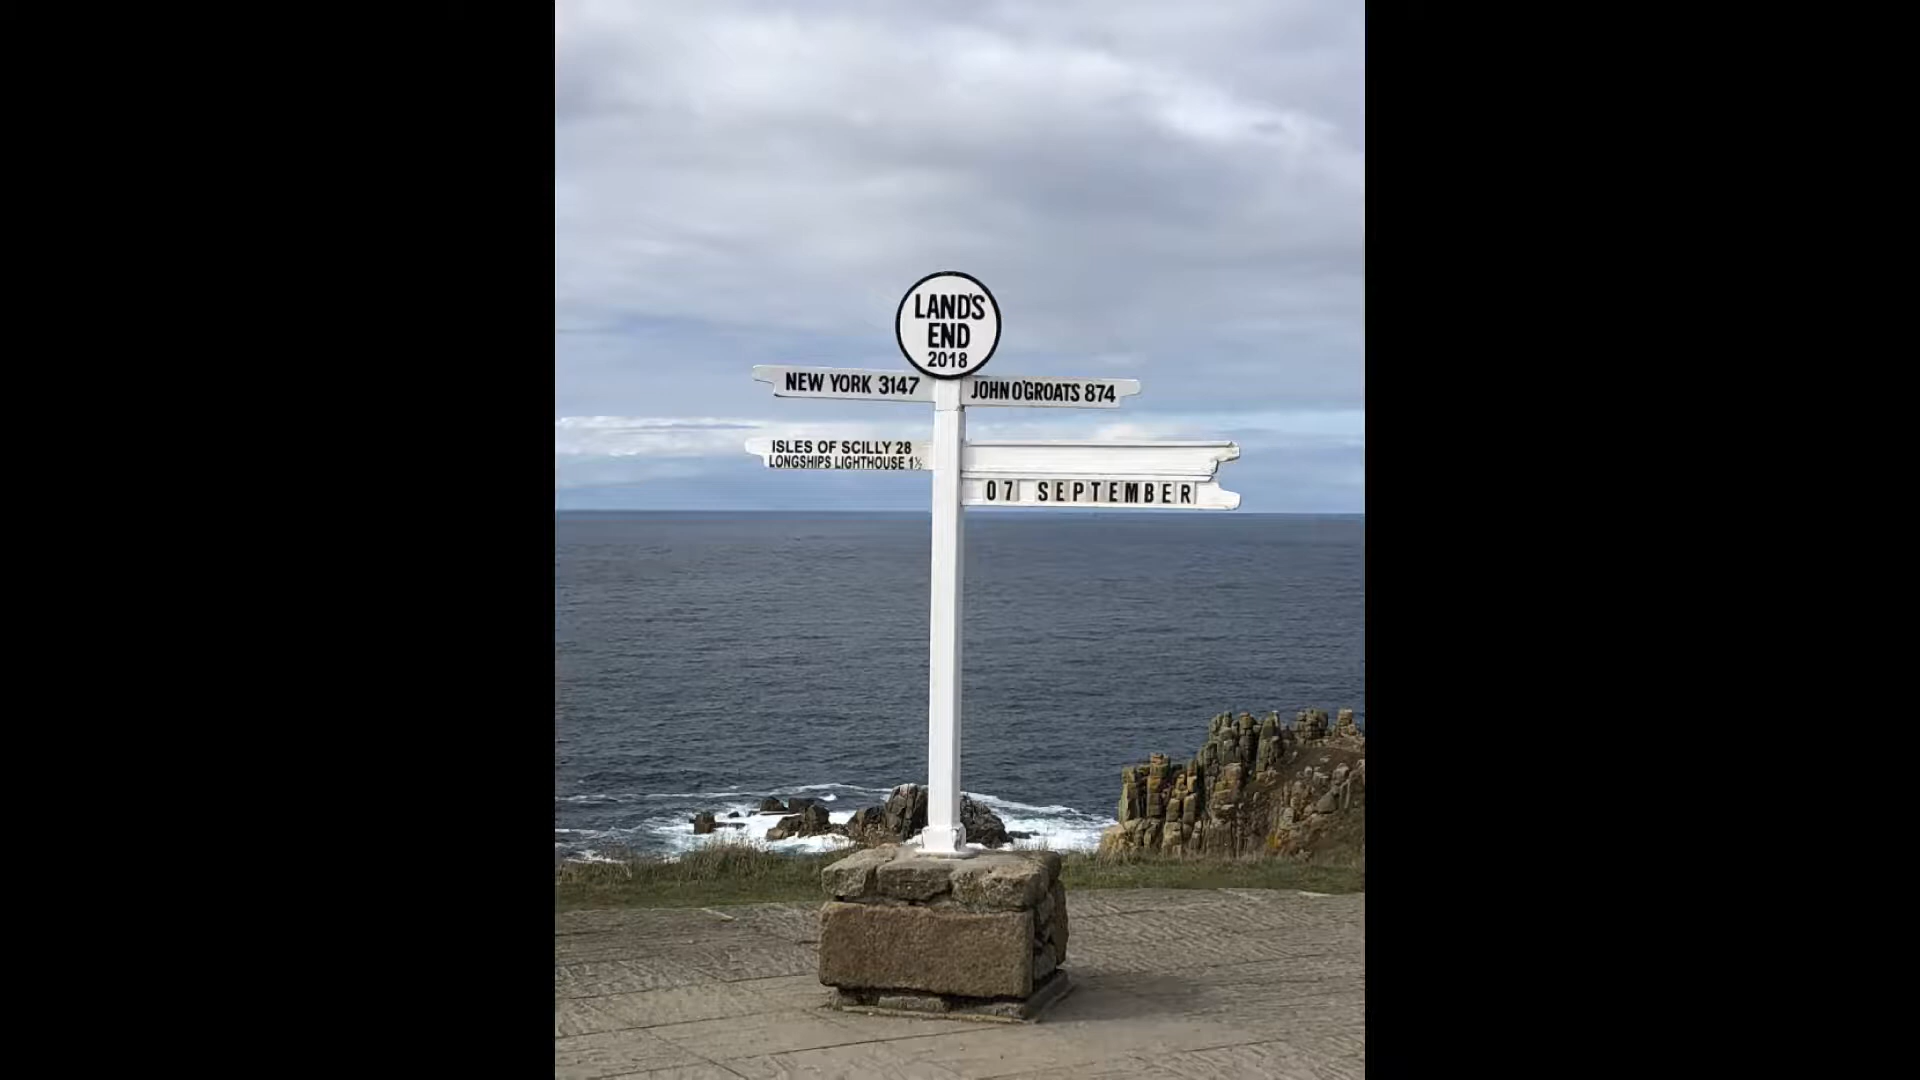 LAND'S
END
2018
NEW YORK 3147
JOHN O'GROATS 874
ISLES OF SCILLY 28
LONGSHIPS LIGHTHOUSE 1½
07 SEPTEMBER